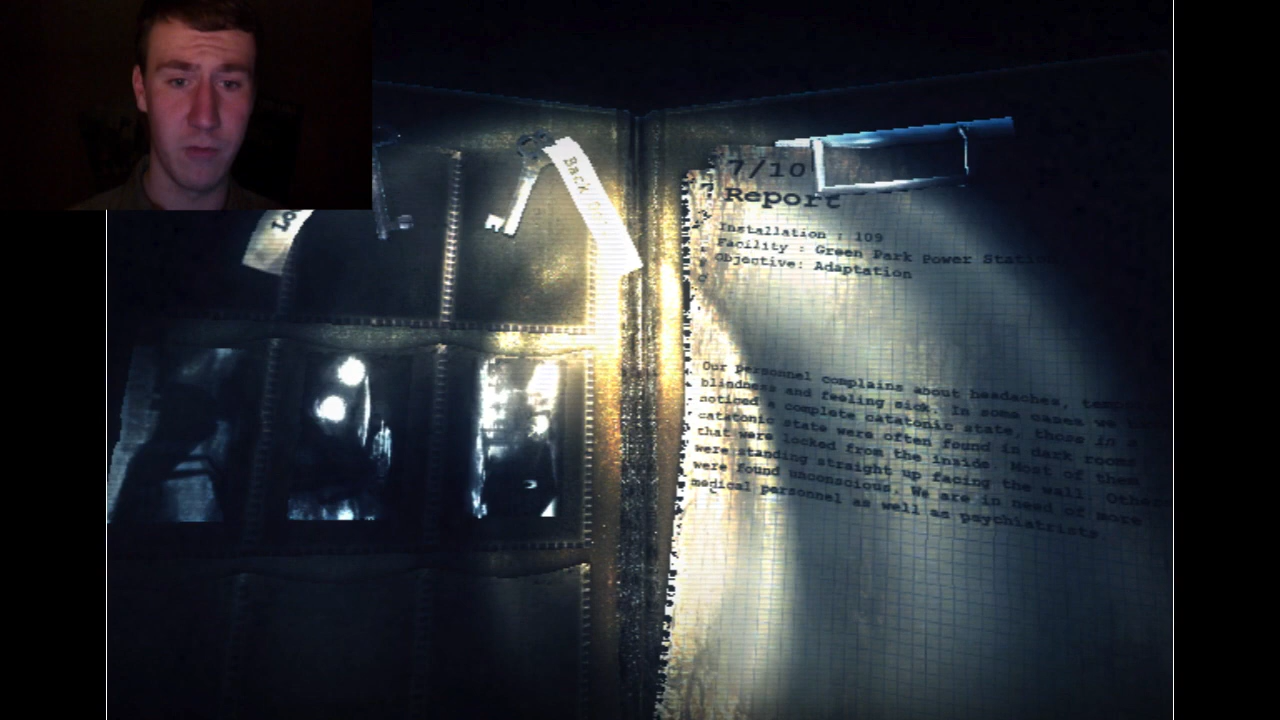 Lo
Back
7/10
Report
Installation : 109
Facility : Green Park Power Station
Objective: Adaptation
Our personnel complains about headaches,
blindness and feeling sick. In some cases we
noticed a complete catatonic state, those in
catatonic state were often found in dark rooms
that were locked from the inside. Most of them
were standing straight up facing the wall. Others
were found unconscious. We are in need of more
medical personnel as well as psychiatrists